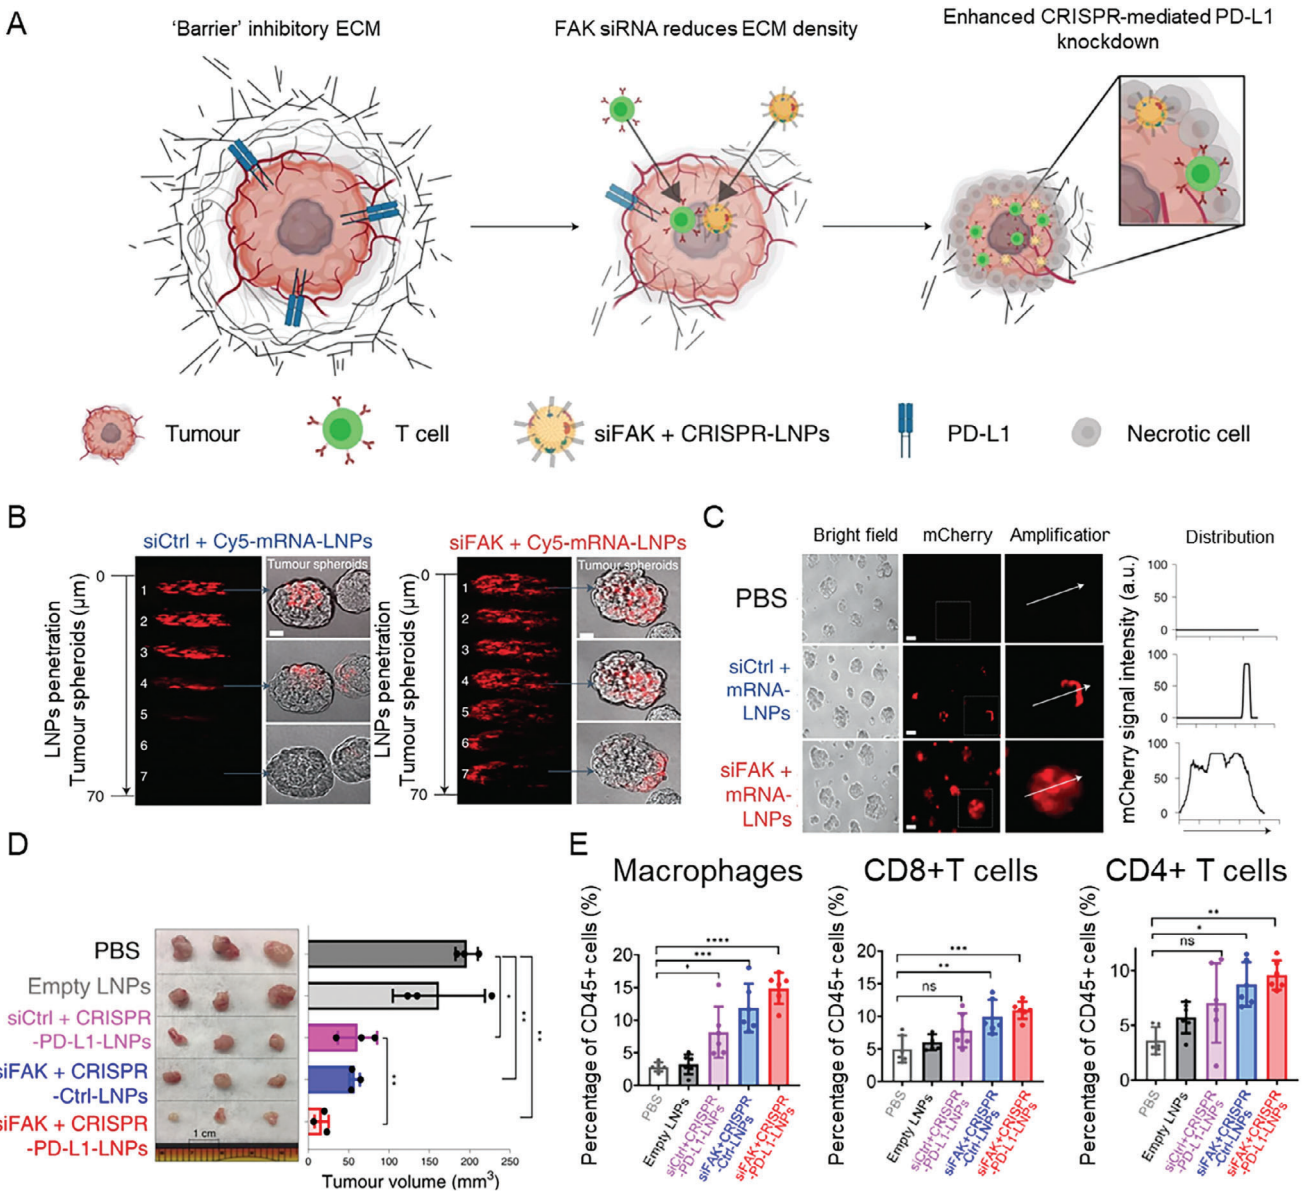 A
'Barrier' inhibitory ECM
FAK siRNA reduces ECM density
Enhanced CRISPR-mediated PD-L1
knockdown
Tumour
T cell
siFAK + CRISPR-LNPs
PD-L1
Necrotic cell
B
siCtrl + Cy5-mRNA-LNPs
LNPs penetration
Tumour spheroids (µm)
0
70
1
2
3
4
5
6
7
Tumour spheroids
siFAK + Cy5-mRNA-LNPs
LNPs penetration
Tumour spheroids (µm)
0
70
1
2
3
4
5
6
7
Tumour spheroids
C
Bright field
mCherry
Amplification
Distribution
PBS
siCtrl +
mRNA-
LNPs
siFAK +
mRNA-
LNPs
mCherry signal intensity (a.u.)
100
50
0
100
50
0
100
50
0
D
PBS
Empty LNPs
siCtrl + CRISPR
-PD-L1-LNPs
siFAK + CRISPR
-Ctrl-LNPs
siFAK + CRISPR
-PD-L1-LNPs
1 cm
*
**
**
**
0
50
100
150
200
250
Tumour volume (mm³)
E
Macrophages
Percentage of CD45+ cells (%)
20
15
10
5
0
****
***
*
PBS
Empty LNPs
siCtrl+CRISPR
-PD-L1-LNPs
siFAK+CRISPR
-Ctrl-LNPs
siFAK+CRISPR
-PD-L1-LNPs
CD8+T cells
Percentage of CD45+ cells (%)
20
15
10
5
0
***
**
ns
PBS
Empty LNPs
siCtrl+CRISPR
-PD-L1-LNPs
siFAK+CRISPR
-Ctrl-LNPs
siFAK+CRISPR
-PD-L1-LNPs
CD4+ T cells
Percentage of CD45+ cells (%)
10
5
0
**
*
ns
PBS
Empty LNPs
siCtrl+CRISPR
-PD-L1-LNPs
siFAK+CRISPR
-Ctrl-LNPs
siFAK+CRISPR
-PD-L1-LNPs